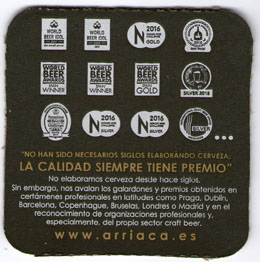 WORLD BEER IDOL
WORLD BEER IDOL
N 2016 GOLD
WORLD BEER AWARDS WINNER
WORLD BEER AWARDS WINNER
WORLD BEER AWARDS GOLD
SILVER 2015
N 2016 SILVER
N 2016 SILVER
...
"NO HAN SIDO NECESARIOS SIGLOS ELABORANDO CERVEZA;
LA CALIDAD SIEMPRE TIENE PREMIO"
No elaboramos cerveza desde hace siglos.
Sin embargo, nos avalan los galardones y premios obtenidos en
certámenes profesionales en latitudes como Praga, Dublín,
Barcelona, Copenhague, Bruselas, Londres o Madrid y en el
reconocimiento de organizaciones profesionales y,
especialmente, del propio sector craft beer.
www.arriaca.es